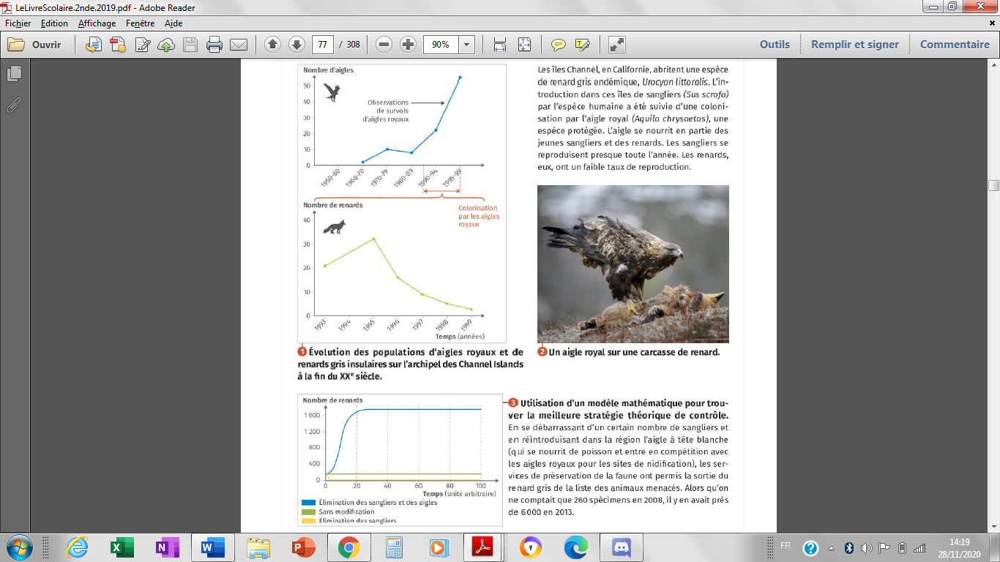 LeLivreScolaire.2nde.2019.pdf - Adobe Reader
Fichier Edition Affichage Fenêtre Aide
Ouvrir
77 / 308
90%
Outils
Remplir et signer
Commentaire
Nombre d'aigles
50
40
30
20
10
0
Observations
de survols
d'aigles royaux
1950-60
1960-70
1970-79
1980-89
1990-94
1995-99
Colonisation
par les aigles
royaux
Nombre de renards
40
30
20
10
0
1993
1994
1995
1996
1997
1998
1999
Temps (années)
1 Évolution des populations d'aigles royaux et de
renards gris insulaires sur l'archipel des Channel Islands
à la fin du XXe siècle.
Les îles Channel, en Californie, abritent une espèce
de renard gris endémique, Urocyon littoralis. L'in-
troduction dans ces îles de sangliers (Sus scrofa)
par l'espèce humaine a été suivie d'une coloni-
sation par l'aigle royal (Aquila chrysaetos), une
espèce protégée. L'aigle se nourrit en partie des
jeunes sangliers et des renards. Les sangliers se
reproduisent presque toute l'année. Les renards,
eux, ont un faible taux de reproduction.
2 Un aigle royal sur une carcasse de renard.
Nombre de renards
1 600
1 200
800
400
0
0 20 40 60 80 100
Temps (unité arbitraire)
Élimination des sangliers et des aigles
Sans modification
Élimination des sangliers
3 Utilisation d'un modèle mathématique pour trou-
ver la meilleure stratégie théorique de contrôle.
En se débarrassant d'un certain nombre de sangliers et
en réintroduisant dans la région l'aigle à tête blanche
(qui se nourrit de poisson et entre en compétition avec
les aigles royaux pour les sites de nidification), les ser-
vices de préservation de la faune ont permis la sortie du
renard gris de la liste des animaux menacés. Alors qu'on
ne comptait que 260 spécimens en 2008, il y en avait près
de 6 000 en 2013.
FR
14:19
28/11/2020